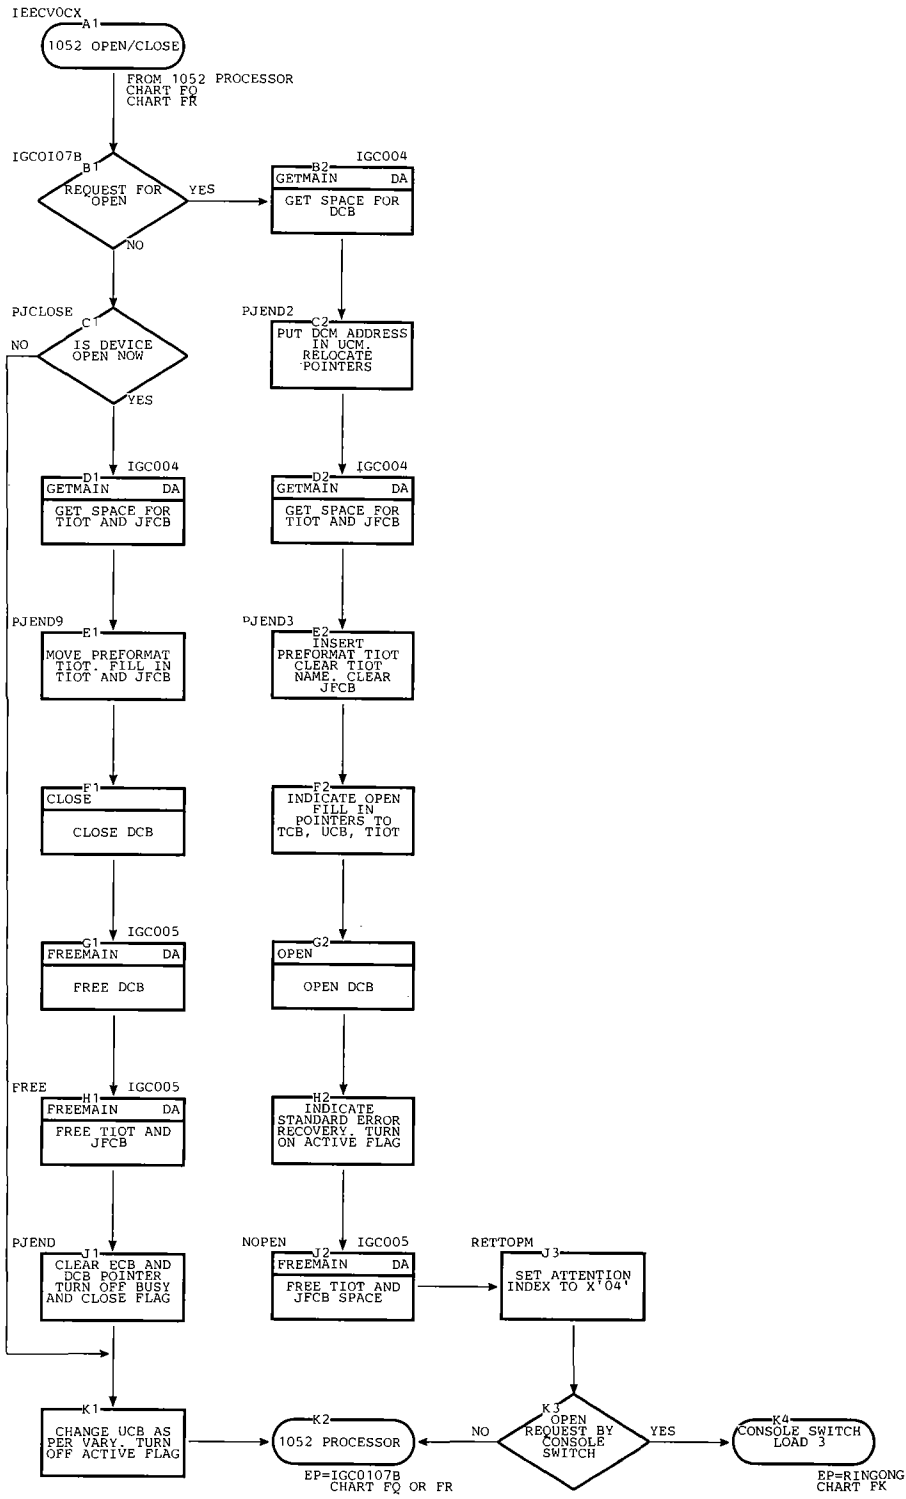 IEECVOCX
A1
1052 OPEN/CLOSE
FROM 1052 PROCESSOR
CHART FQ
CHART FR
IGCOI07B
B1
REQUEST FOR
OPEN
YES
NO
IGC004
B2
GETMAIN DA
GET SPACE FOR
DCB
PJCLOSE
C1
IS DEVICE
OPEN NOW
NO
YES
PJEND2
C2
PUT DCM ADDRESS
IN UCM.
RELOCATE
POINTERS
IGC004
D1
GETMAIN DA
GET SPACE FOR
TIOT AND JFCB
IGC004
D2
GETMAIN DA
GET SPACE FOR
TIOT AND JFCB
PJEND9
E1
MOVE PREFORMAT
TIOT. FILL IN
TIOT AND JFCB
PJEND3
E2
INSERT
PREFORMAT TIOT
CLEAR TIOT
NAME. CLEAR
JFCB
F1
CLOSE
CLOSE DCB
F2
INDICATE OPEN
FILL IN
POINTERS TO
TCB, UCB, TIOT
IGC005
G1
FREEMAIN DA
FREE DCB
G2
OPEN
OPEN DCB
FREE
IGC005
H1
FREEMAIN DA
FREE TIOT AND
JFCB
H2
INDICATE
STANDARD ERROR
RECOVERY. TURN
ON ACTIVE FLAG
PJEND
J1
CLEAR ECB AND
DCB POINTER
TURN OFF BUSY
AND CLOSE FLAG
NOPEN
IGC005
J2
FREEMAIN DA
FREE TIOT AND
JFCB SPACE
RETTOPM
J3
SET ATTENTION
INDEX TO X'04'
K1
CHANGE UCB AS
PER VARY. TURN
OFF ACTIVE FLAG
K2
1052 PROCESSOR
EP=IGC0107B
CHART FQ OR FR
NO
K3
OPEN
REQUEST BY
CONSOLE
SWITCH
YES
K4
CONSOLE SWITCH
LOAD 3
EP=RINGONG
CHART FK